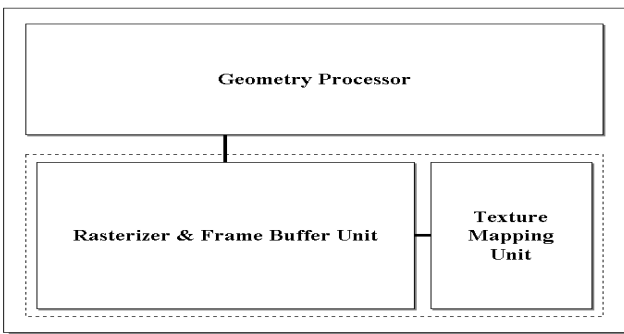 Geometry Processor
Rasterizer & Frame Buffer Unit
Texture
Mapping
Unit